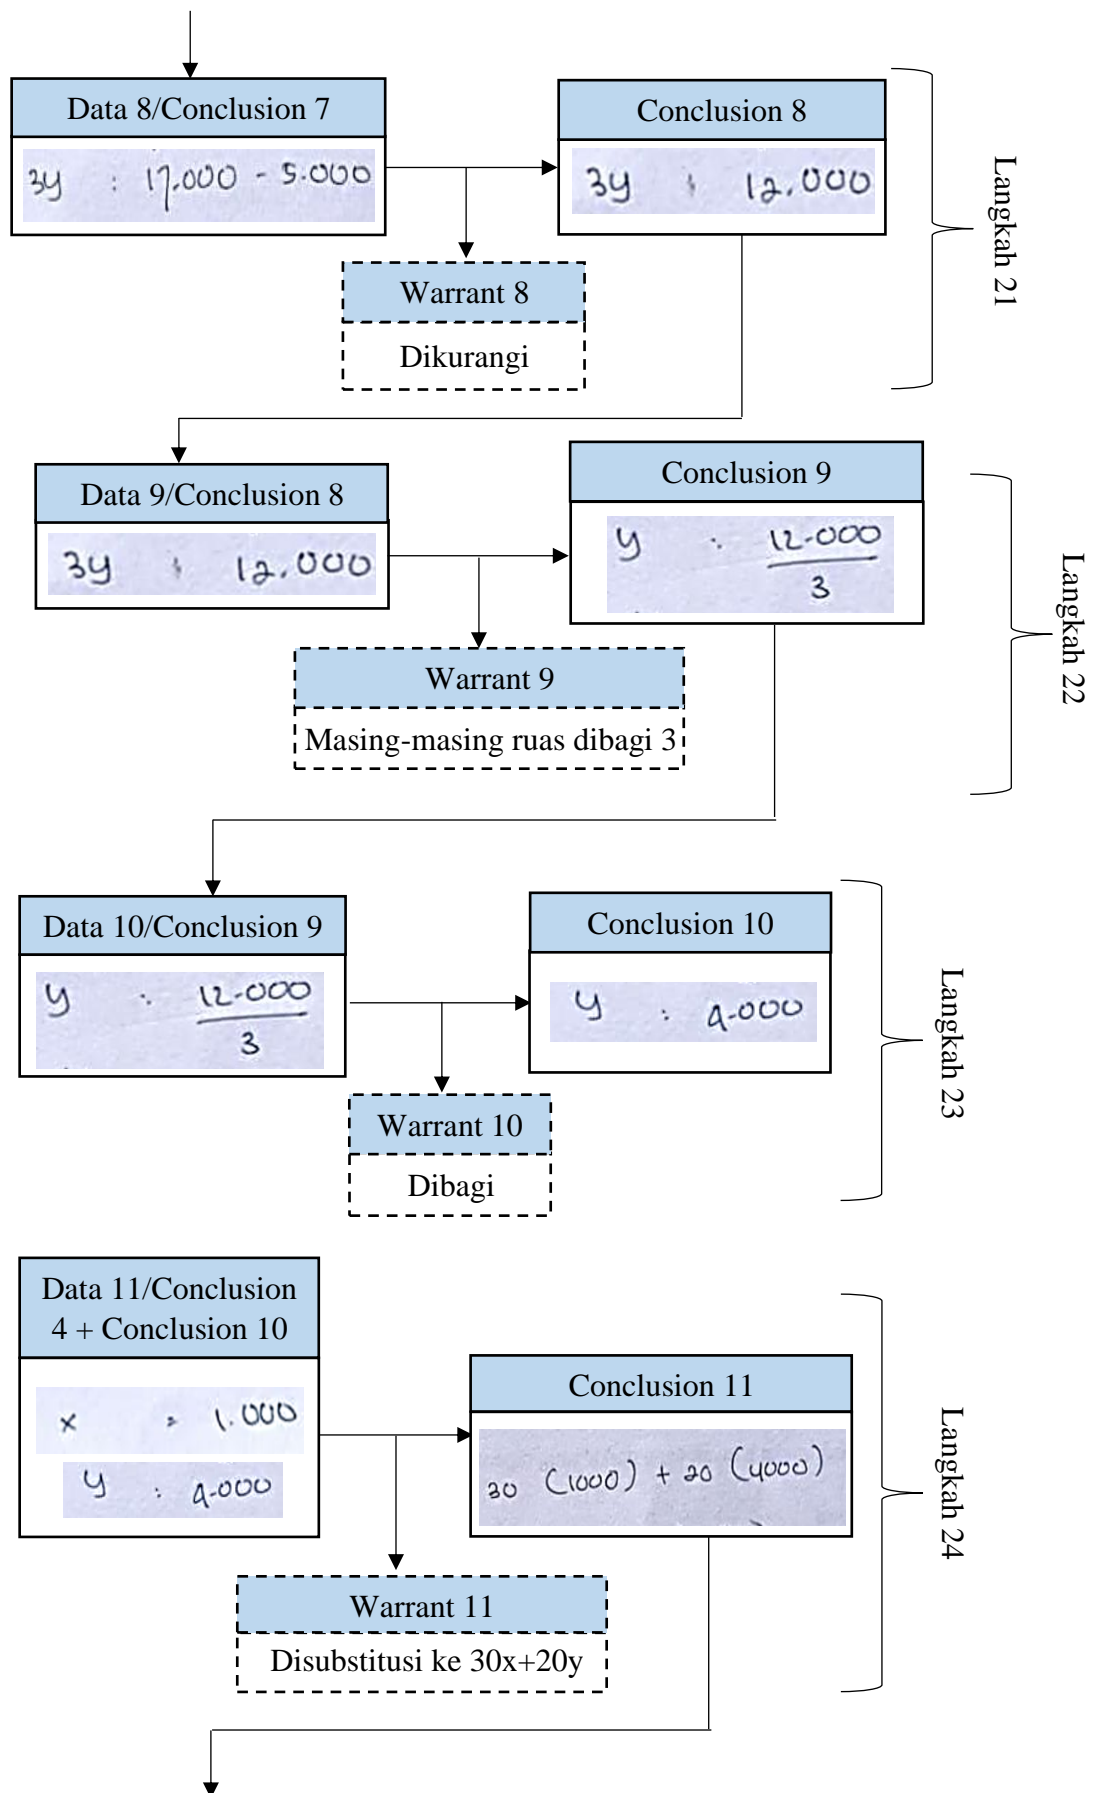 Data 8/Conclusion 7
3y : 17.000 - 5.000
Conclusion 8
3y : 12.000
Warrant 8
Dikurangi
Langkah 21
Data 9/Conclusion 8
3y : 12.000
Conclusion 9
y : 12.000
3
Warrant 9
Masing-masing ruas dibagi 3
Langkah 22
Data 10/Conclusion 9
y : 12.000
3
Conclusion 10
y : 4.000
Warrant 10
Dibagi
Langkah 23
Data 11/Conclusion
4 + Conclusion 10
x = 1.000
y : 4.000
Conclusion 11
30 (1000) + 20 (4000)
Warrant 11
Disubstitusi ke 30x+20y
Langkah 24